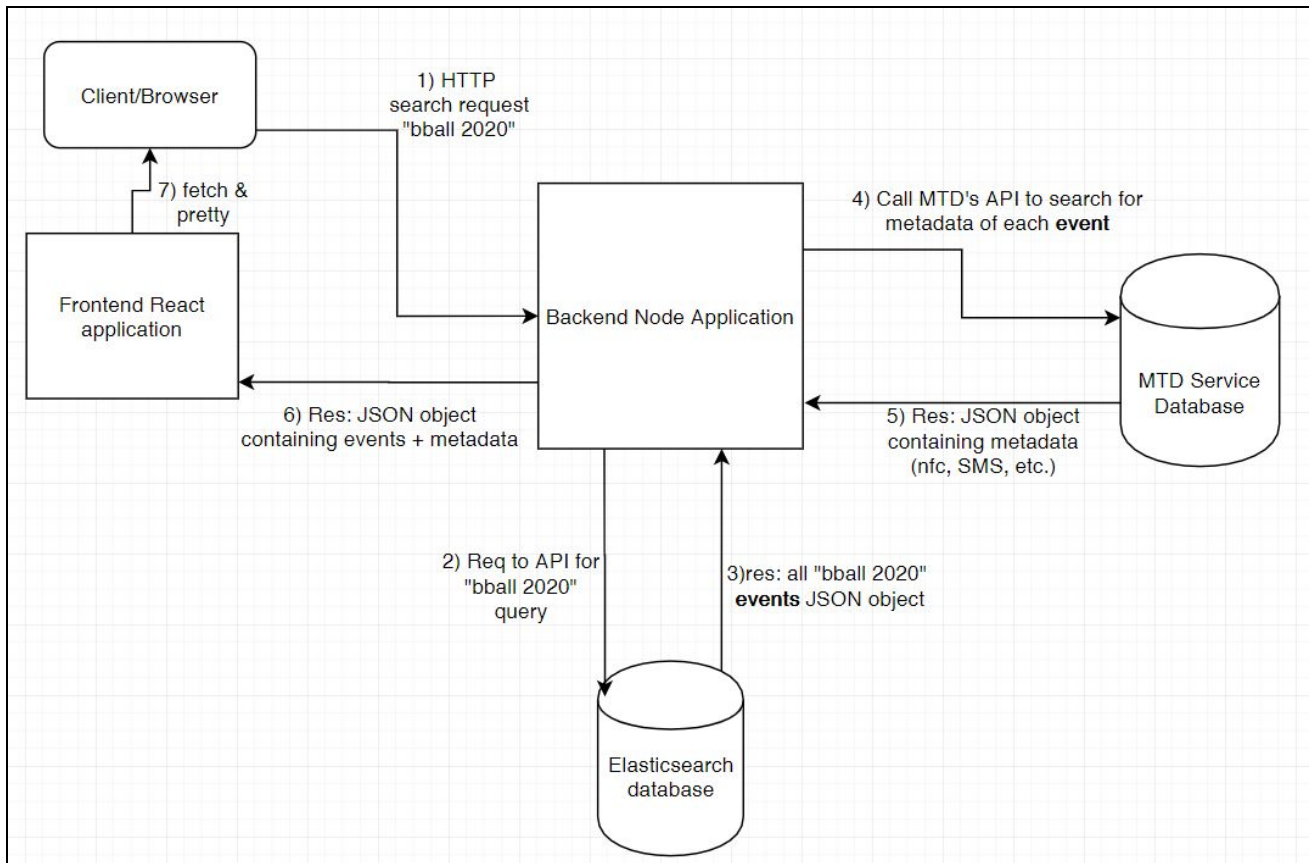 Client/Browser
1) HTTP
search request
"bball 2020"
7) fetch &
pretty
Frontend React
application
Backend Node Application
4) Call MTD's API to search for
metadata of each event
MTD Service
Database
5) Res: JSON object
containing metadata
(nfc, SMS, etc.)
6) Res: JSON object
containing events + metadata
2) Req to API for
"bball 2020"
query
3)res: all "bball 2020"
events JSON object
Elasticsearch
database